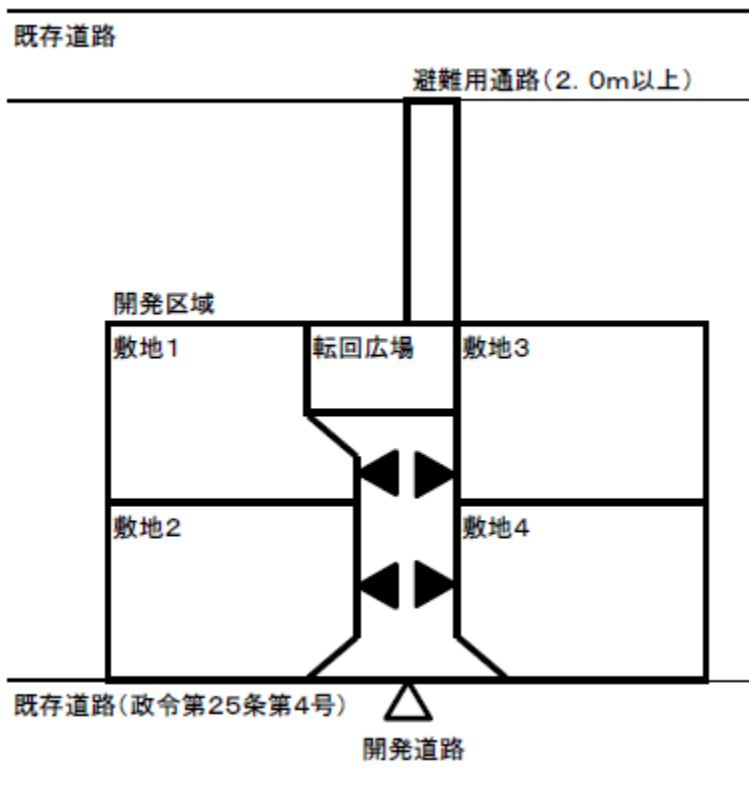 既存道路
避難用通路（2．0m以上）
開発区域
敷地1
転回広場
敷地3
敷地2
敷地4
既存道路（政令第25条第4号）
開発道路